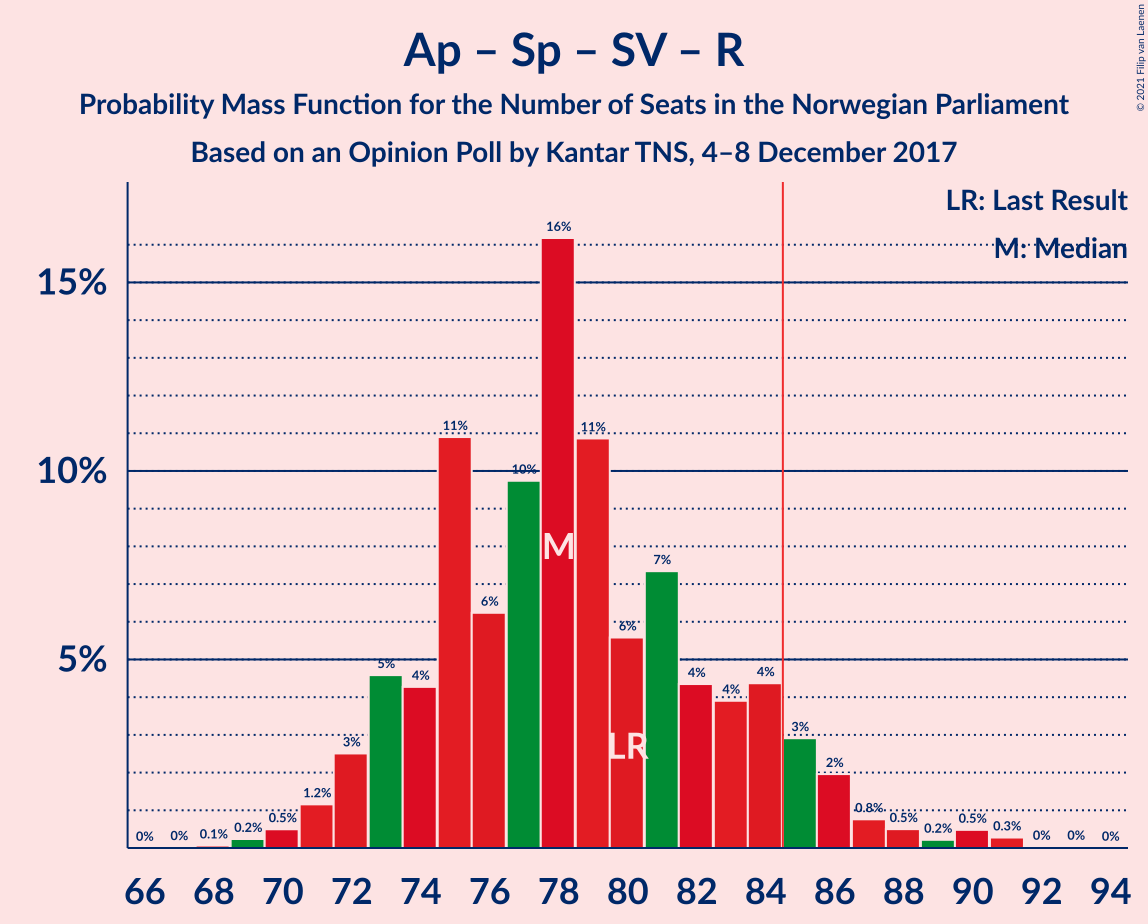 Ap – Sp – SV – R
Probability Mass Function for the Number of Seats in the Norwegian Parliament
Based on an Opinion Poll by Kantar TNS, 4–8 December 2017
© 2021 Filip van Laenen
LR: Last Result
M: Median
15%
10%
5%
0% 0% 0.1% 0.2% 0.5% 1.2% 3% 5% 4% 11% 6% 10% 16% 11% 6% 7% 4% 4% 4% 3% 2% 0.8% 0.5% 0.2% 0.5% 0.3% 0% 0% 0%
M
LR
66 68 70 72 74 76 78 80 82 84 86 88 90 92 94